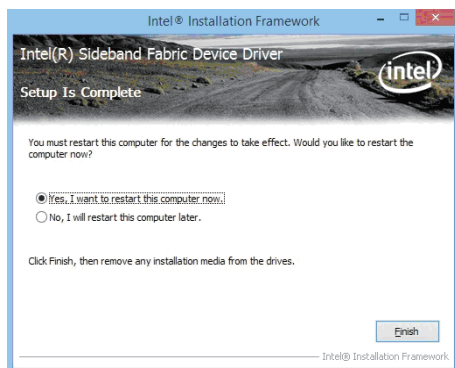 Intel® Installation Framework
Intel(R) Sideband Fabric Device Driver
intel
Setup Is Complete
You must restart this computer for the changes to take effect. Would you like to restart the
computer now?
Yes, I want to restart this computer now.
No, I will restart this computer later.
Click Finish, then remove any installation media from the drives.
Finish
Intel® Installation Framework